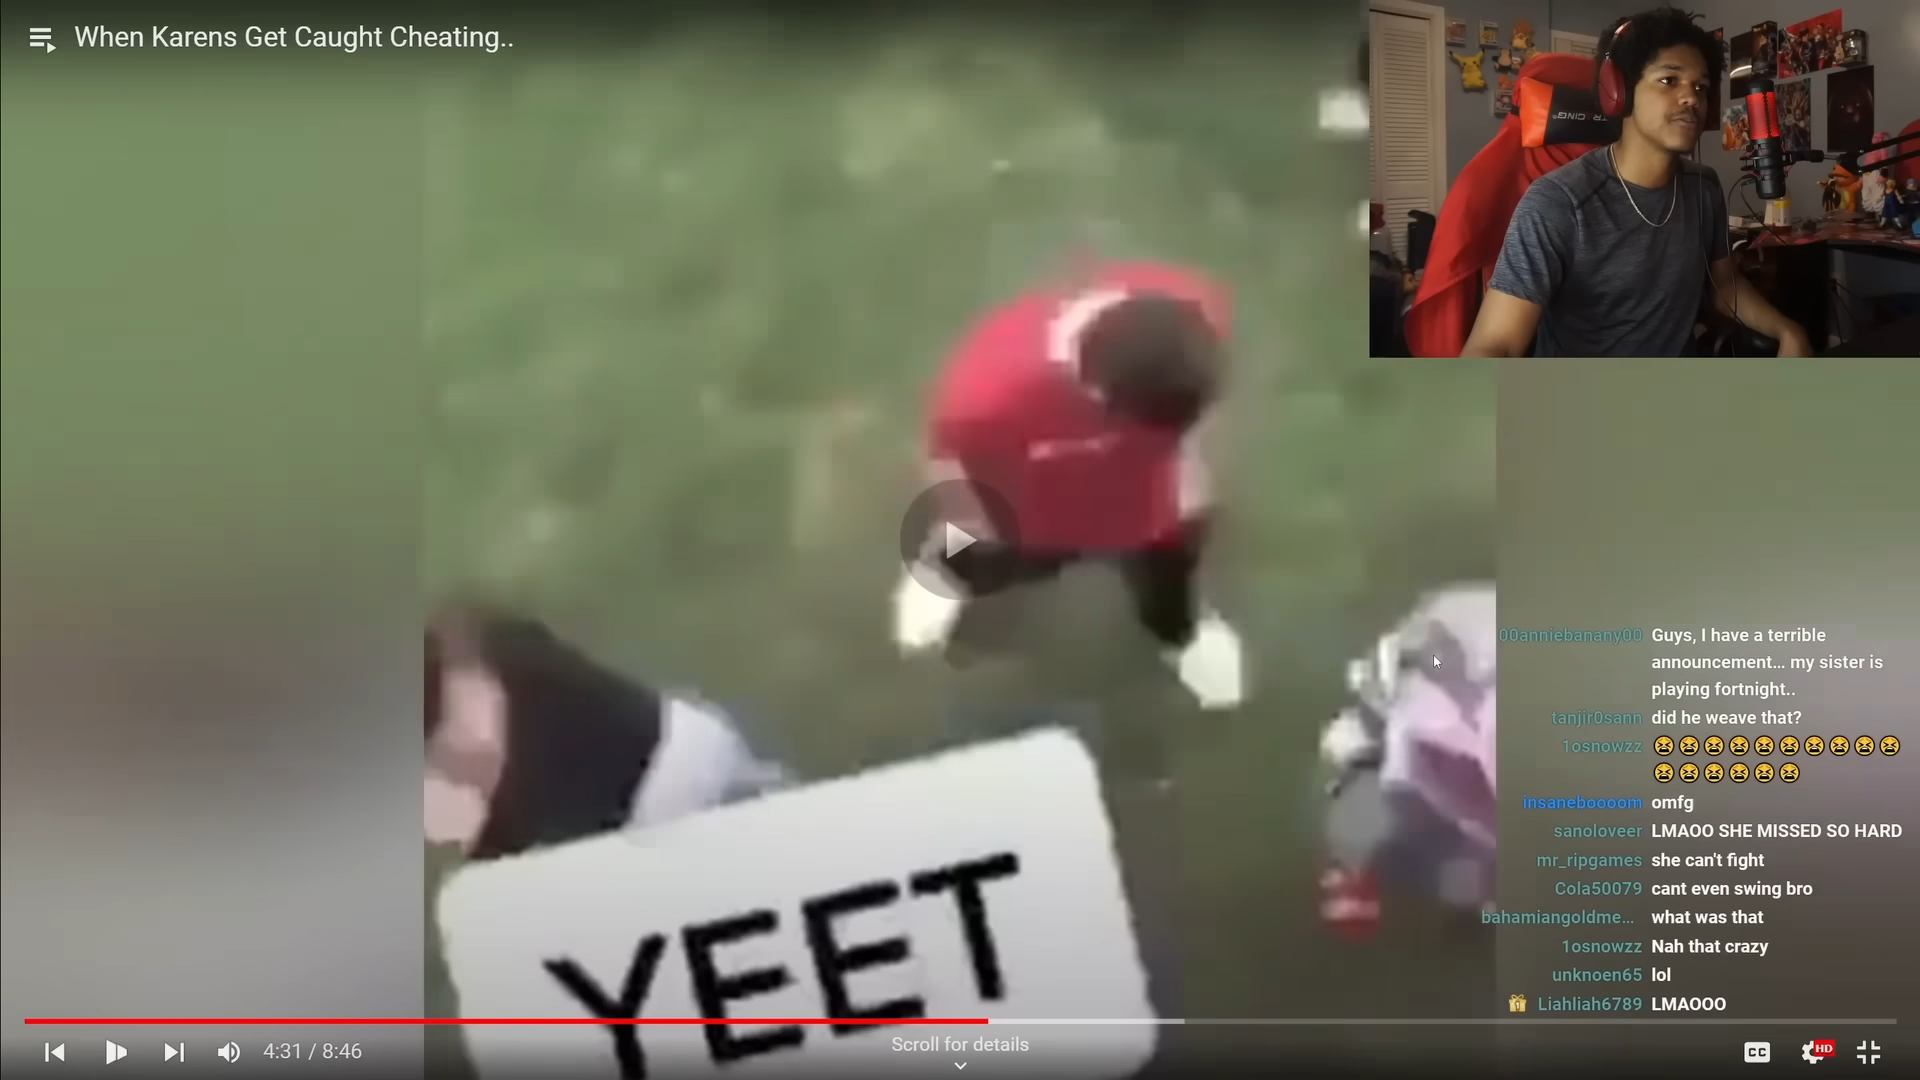 When Karens Get Caught Cheating..
00anniebanany00 Guys, I have a terrible
announcement... my sister is
playing fortnight..
tanjir0sann did he weave that?
1osnowzz 😆😆😆😆😆😆😆😆😆😆
😆😆😆😆😆😆
insaneboooom omfg
sanoloveer LMAOO SHE MISSED SO HARD
mr_ripgames she can't fight
Cola50079 cant even swing bro
bahamiangoldme... what was that
1osnowzz Nah that crazy
unknoen65 lol
Liahliah6789 LMAOOO
YEET
4:31 / 8:46
Scroll for details
CC
HD